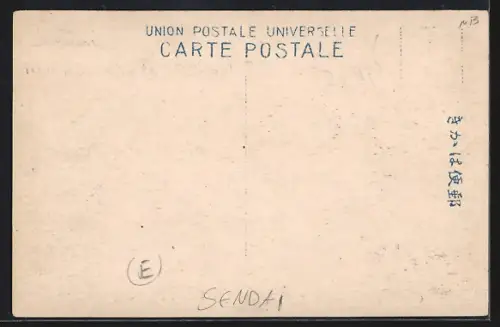 UNION POSTALE UNIVERSELLE
CARTE POSTALE
きかは便郵
E
SENDAI